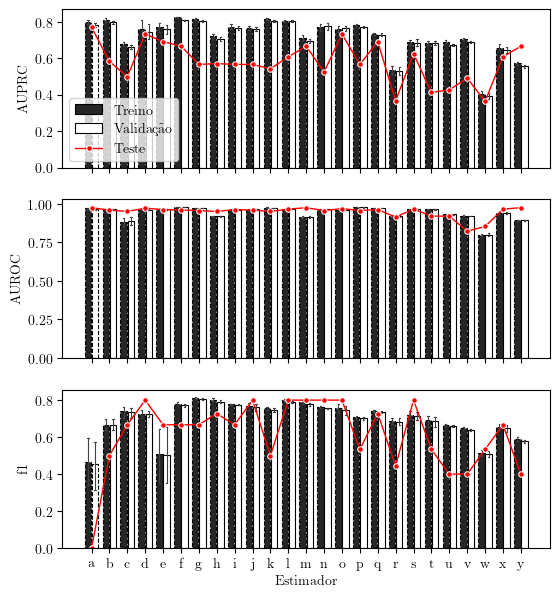 0.8
0.6
0.4
0.2
0.0
AUPRC
Treino
Validação
Teste
1.00
0.75
0.50
0.25
0.00
AUROC
0.8
0.6
0.4
0.2
0.0
f1
a b c d e f g h i j k l m n o p q r s t u v w x y
Estimador